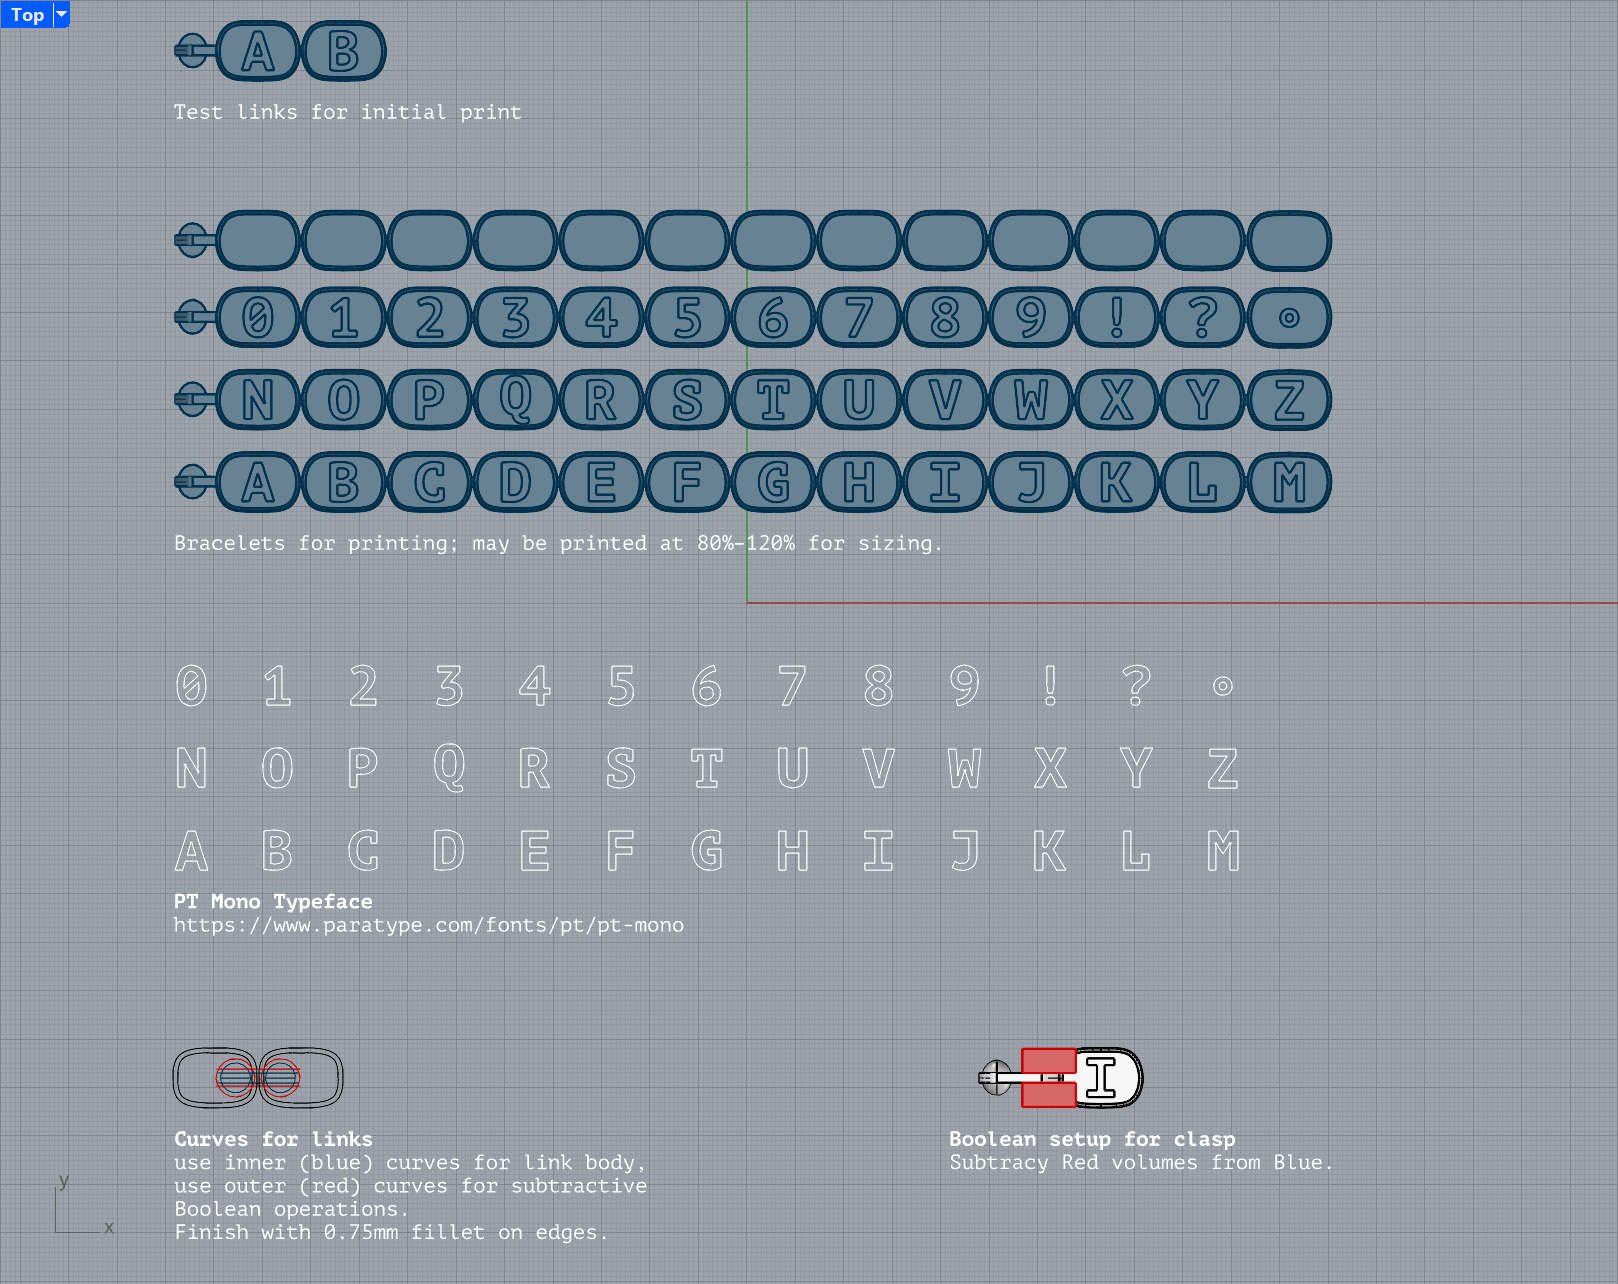 Top
A B
Test links for initial print
0 1 2 3 4 5 6 7 8 9 ! ?
N O P Q R S T U V W X Y Z
A B C D E F G H I J K L M
Bracelets for printing; may be printed at 80%–120% for sizing.
0 1 2 3 4 5 6 7 8 9 ! ?
N O P Q R S T U V W X Y Z
A B C D E F G H I J K L M
PT Mono Typeface
https://www.paratype.com/fonts/pt/pt-mono
I
Curves for links
use inner (blue) curves for link body,
use outer (red) curves for subtractive
Boolean operations.
Finish with 0.75mm fillet on edges.
Boolean setup for clasp
Subtracy Red volumes from Blue.
y
x